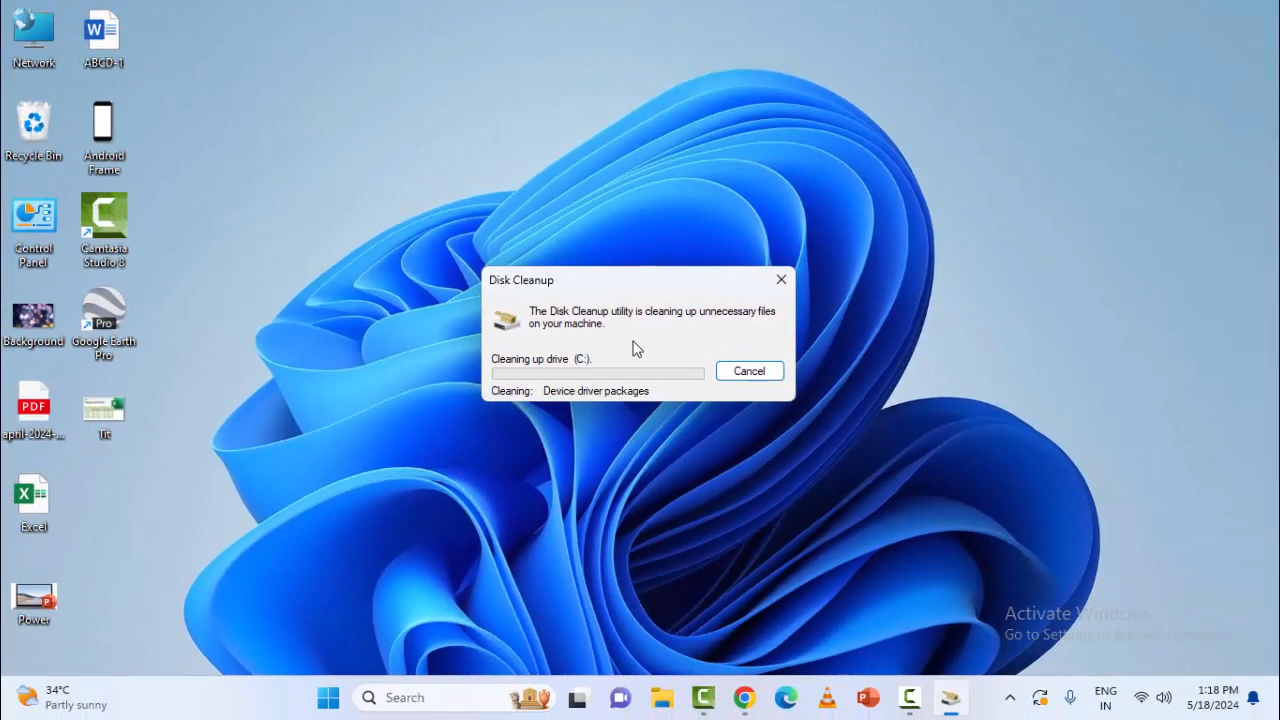 Network
ABCD-1
Recycle Bin
Android
Frame
Control
Panel
Camtasia
Studio 8
Background
Pro
Google Earth
Pro
PDF
april-2024-...
Tit
Excel
Power
Disk Cleanup
The Disk Cleanup utility is cleaning up unnecessary files
on your machine.
Cleaning up drive (C:).
Cancel
Cleaning: Device driver packages
Activate Windows
Go to Settings to activate Windows.
34°C
Partly sunny
Search
ENG
IN
1:18 PM
5/18/2024